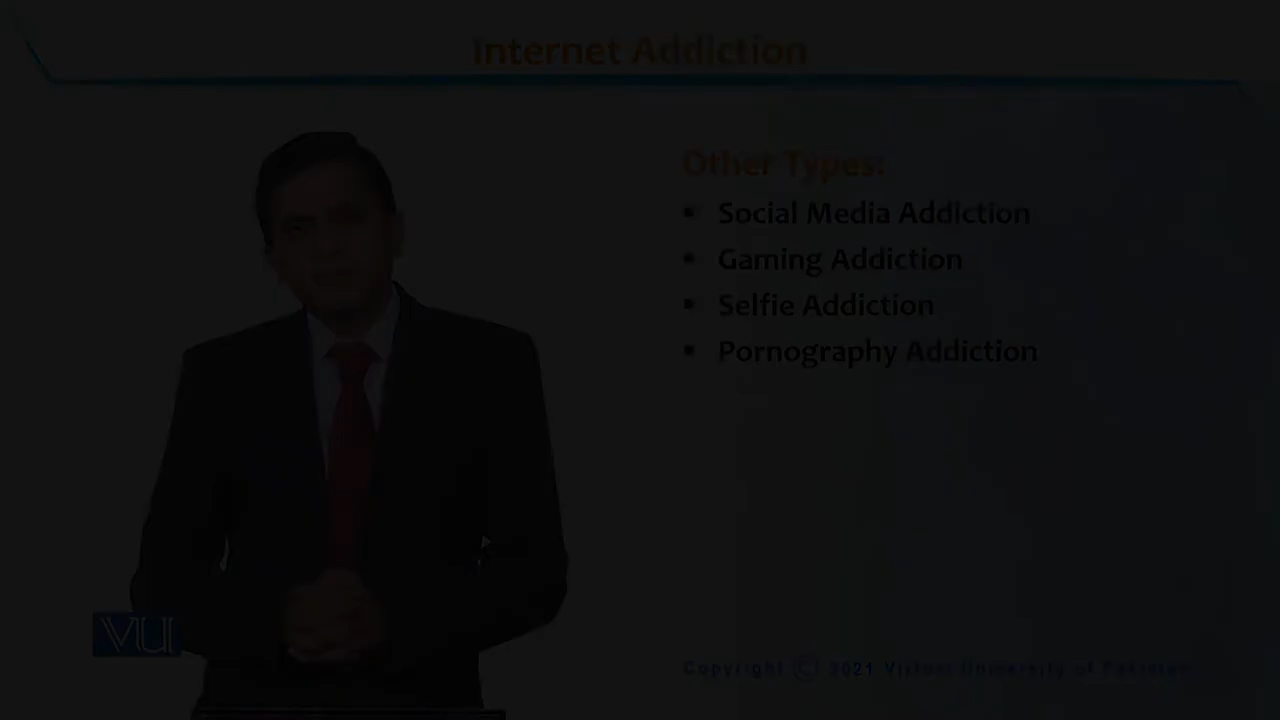 Internet Addiction
Other Types:
▪ Social Media Addiction
▪ Gaming Addiction
▪ Selfie Addiction
▪ Pornography Addiction
VU
Copyright © 2021 Virtual University of Pakistan